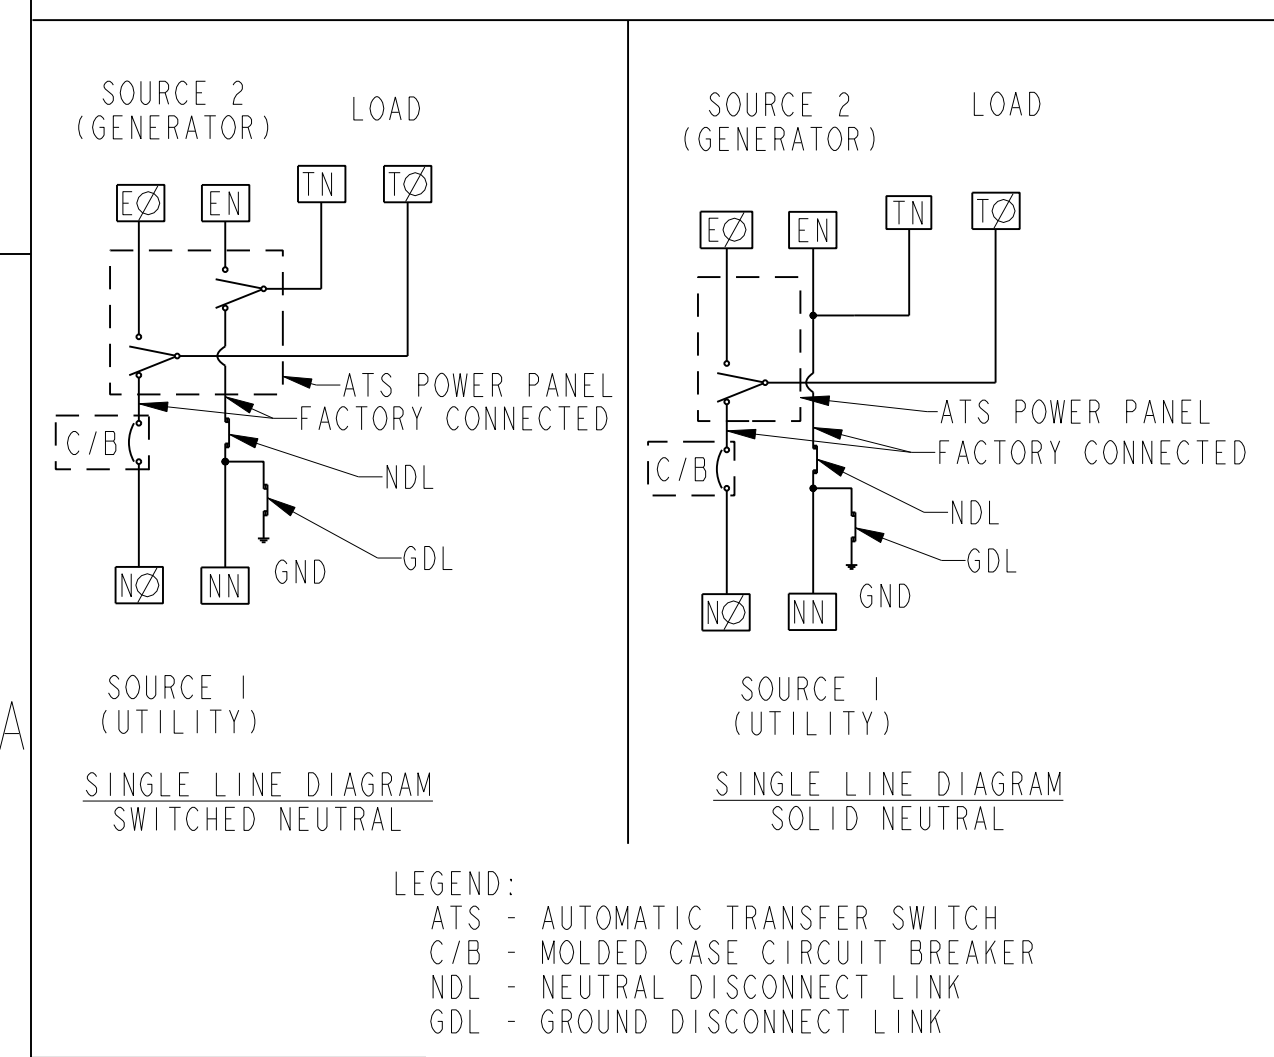 SOURCE 2
(GENERATOR)
LOAD
EØ
EN
TN
TØ
ATS POWER PANEL
FACTORY CONNECTED
C/B
NDL
GDL
GND
NØ
NN
SOURCE 1
(UTILITY)
SINGLE LINE DIAGRAM
SWITCHED NEUTRAL
SOURCE 2
(GENERATOR)
LOAD
EØ
EN
TN
TØ
ATS POWER PANEL
FACTORY CONNECTED
C/B
NDL
GDL
GND
NØ
NN
SOURCE 1
(UTILITY)
SINGLE LINE DIAGRAM
SOLID NEUTRAL
A
LEGEND:
ATS - AUTOMATIC TRANSFER SWITCH
C/B - MOLDED CASE CIRCUIT BREAKER
NDL - NEUTRAL DISCONNECT LINK
GDL - GROUND DISCONNECT LINK